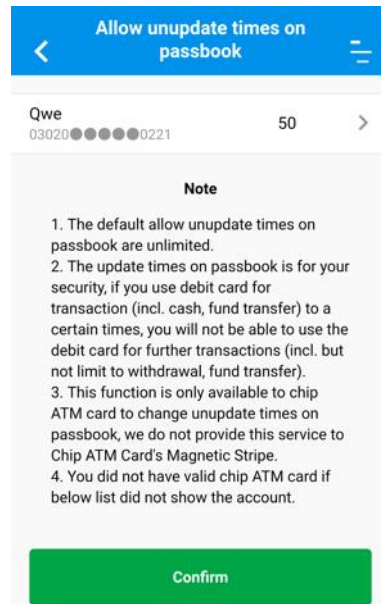 Allow unupdate times on
passbook
Qwe
50
03020●●●●●0221
Note
1. The default allow unupdate times on
passbook are unlimited.
2. The update times on passbook is for your
security, if you use debit card for
transaction (incl. cash, fund transfer) to a
certain times, you will not be able to use the
debit card for further transactions (incl. but
not limit to withdrawal, fund transfer).
3. This function is only available to chip
ATM card to change unupdate times on
passbook, we do not provide this service to
Chip ATM Card's Magnetic Stripe.
4. You did not have valid chip ATM card if
below list did not show the account.
Confirm